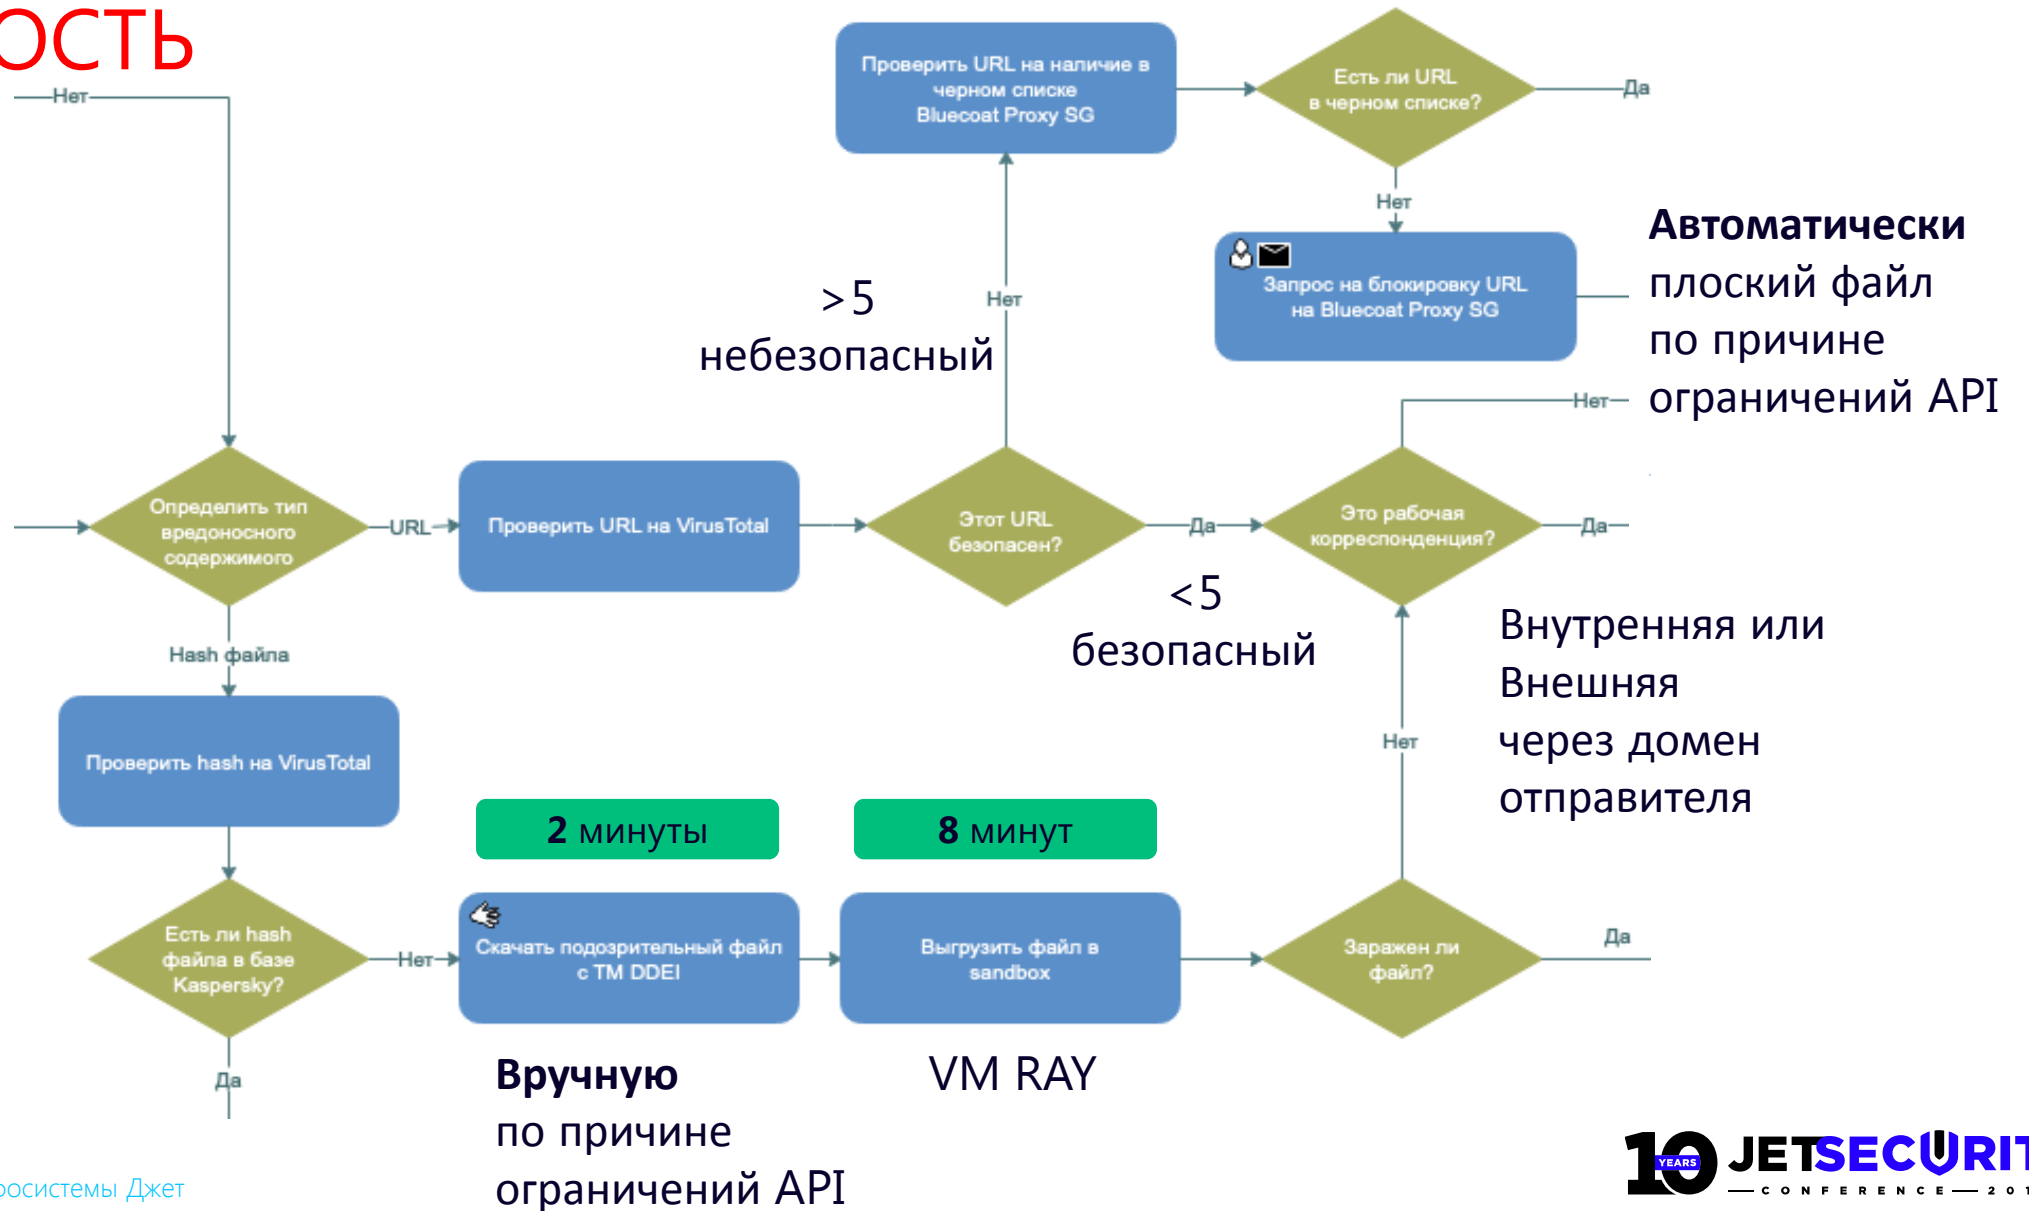 ОСТЬ
Нет
Проверить URL на наличие в
черном списке
Bluecoat Proxy SG
Есть ли URL
в черном списке?
Да
Нет
Запрос на блокировку URL
на Bluecoat Proxy SG
Автоматически
плоский файл
по причине
ограничений API
>5
небезопасный
Нет
Нет
Определить тип
вредоносного
содержимого
URL
Проверить URL на VirusTotal
Этот URL
безопасен?
Да
Это рабочая
корреспонденция?
Да
<5
безопасный
Внутренняя или
Внешняя
через домен
отправителя
Hash файла
Проверить hash на VirusTotal
Нет
2 минуты
8 минут
Есть ли hash
файла в базе
Kaspersky?
Нет
Скачать подозрительный файл
с TM DDEI
Выгрузить файл в
sandbox
Заражен ли
файл?
Да
Да
Вручную
по причине
ограничений API
VM RAY
росистемы Джет
10 YEARS
JETSECURIT
CONFERENCE — 201